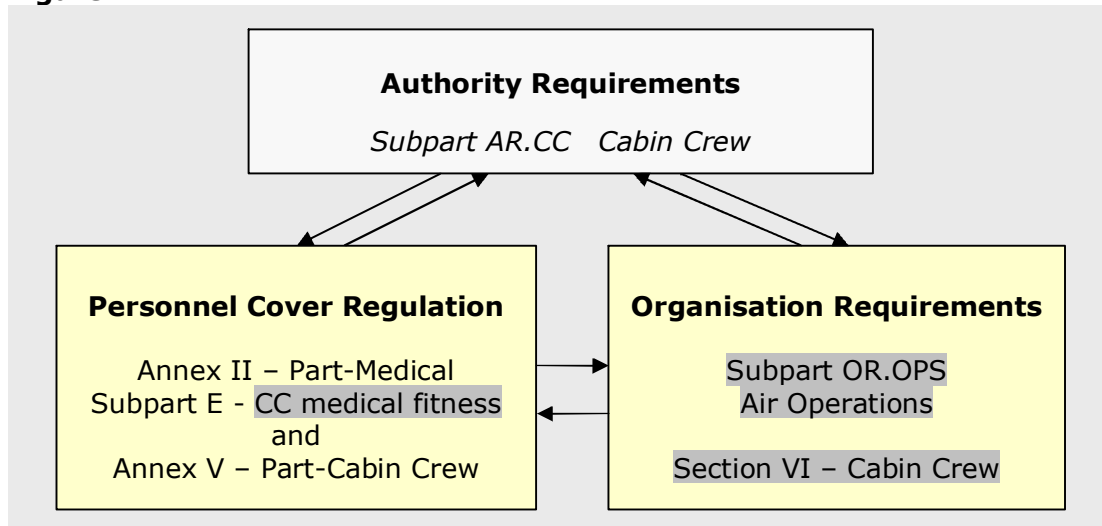 Authority Requirements
Subpart AR.CC Cabin Crew
Personnel Cover Regulation
Annex II – Part-Medical
Subpart E - CC medical fitness
and
Annex V – Part-Cabin Crew
Organisation Requirements
Subpart OR.OPS
Air Operations
Section VI – Cabin Crew